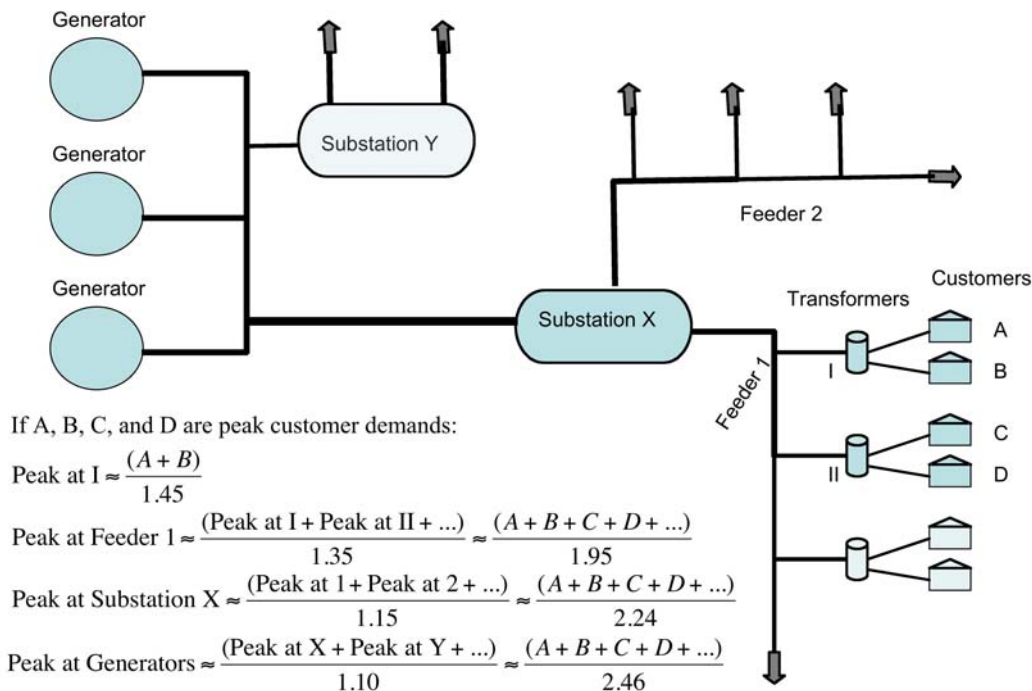 Generator
Generator
Generator
Substation Y
Feeder 2
Substation X
Feeder 1
Transformers
Customers
I
A
B
II
C
D
If A, B, C, and D are peak customer demands:
Peak at I ≈ (A + B) / 1.45
Peak at Feeder 1 ≈ (Peak at I + Peak at II + ...) / 1.35 ≈ (A + B + C + D + ...) / 1.95
Peak at Substation X ≈ (Peak at 1 + Peak at 2 + ...) / 1.15 ≈ (A + B + C + D + ...) / 2.24
Peak at Generators ≈ (Peak at X + Peak at Y + ...) / 1.10 ≈ (A + B + C + D + ...) / 2.46